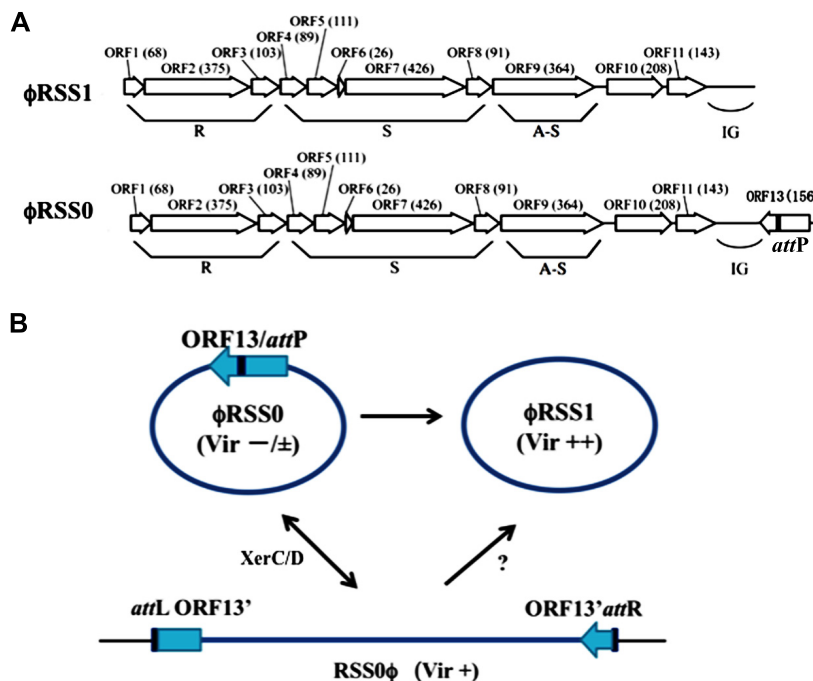 A
ORF5 (111)
ORF4 (89)
ORF1 (68) ORF3 (103) ORF6 (26) ORF8 (91) ORF11 (143)
ORF2 (375) ORF7 (426) ORF9 (364) ORF10 (208)
ϕRSS1
R S A-S IG
ORF5 (111)
ORF4 (89)
ORF1 (68) ORF3 (103) ORF6 (26) ORF8 (91) ORF11 (143) ORF13 (156
ORF2 (375) ORF7 (426) ORF9 (364) ORF10 (208)
ϕRSS0
attP
R S A-S IG
B
ORF13/attP
ϕRSS0
(Vir －/±)
ϕRSS1
(Vir ++)
XerC/D
?
attL ORF13'
ORF13'attR
RSS0ϕ (Vir +)